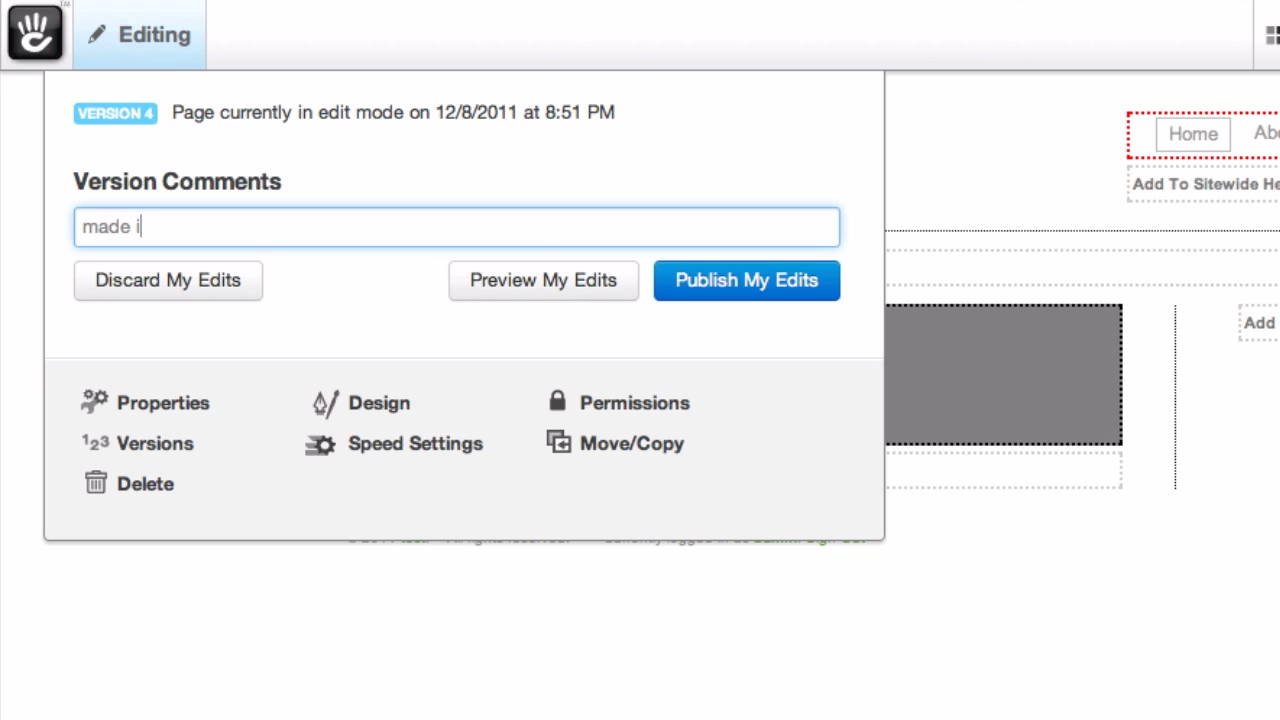 TM
Editing
VERSION 4 Page currently in edit mode on 12/8/2011 at 8:51 PM
Home
Version Comments
Add To Sitewide He
made i
Discard My Edits Preview My Edits Publish My Edits
Add
Properties Design Permissions
123 Versions Speed Settings Move/Copy
Delete